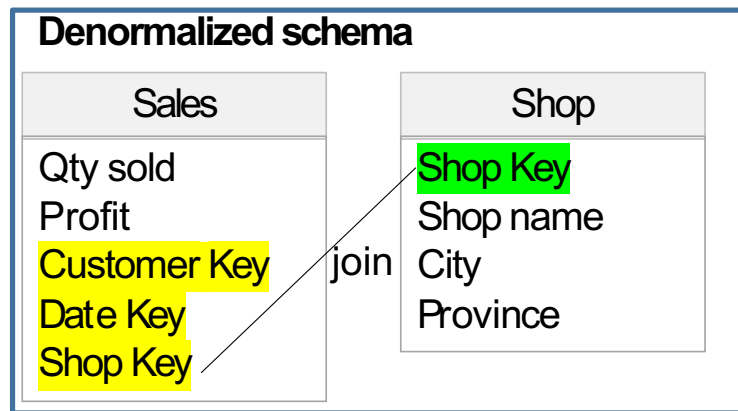 Denormalized schema
Sales
Qty sold
Profit
Customer Key
Date Key
Shop Key
join
Shop
Shop Key
Shop name
City
Province